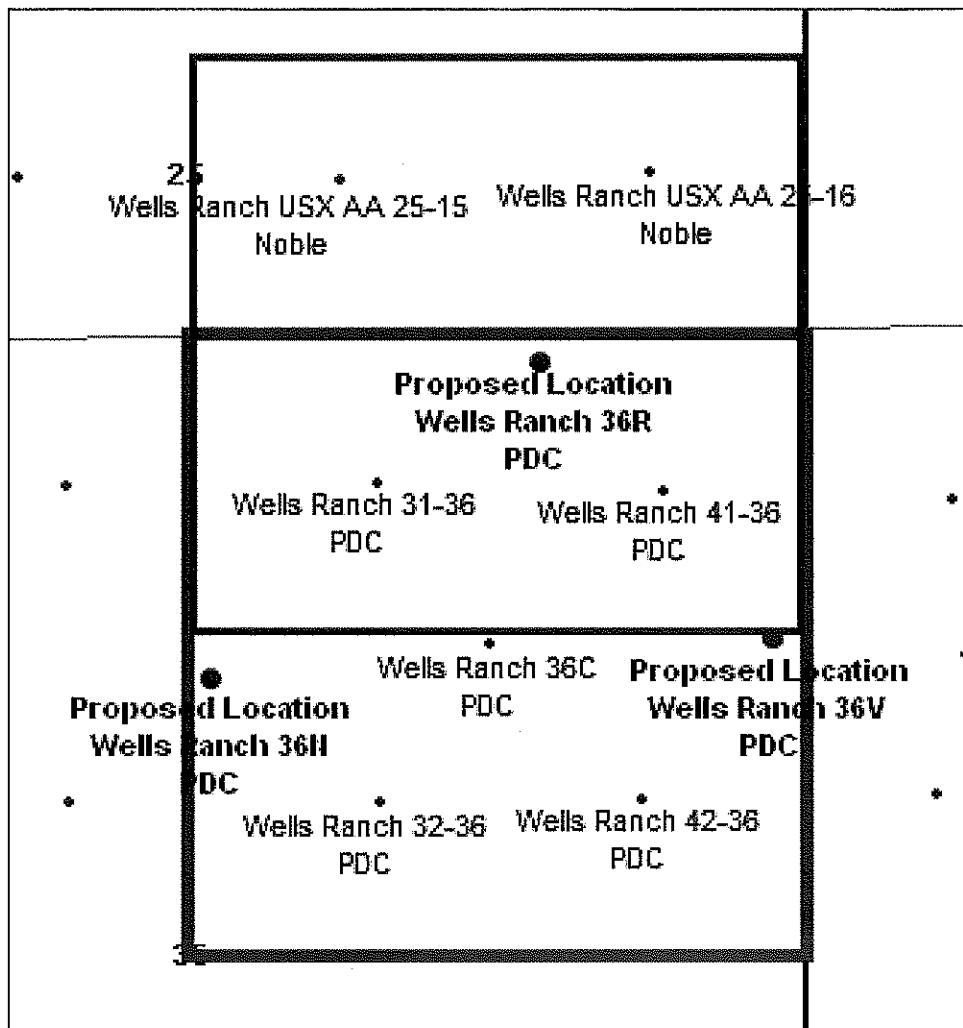 25
Wells Ranch USX AA 25-15
Noble
Wells Ranch USX AA 25-16
Noble
Proposed Location
Wells Ranch 36R
PDC
Wells Ranch 31-36
PDC
Wells Ranch 41-36
PDC
Wells Ranch 36C
PDC
Proposed Location
Wells Ranch 36V
PDC
Proposed Location
Wells Ranch 36N
PDC
Wells Ranch 32-36
PDC
Wells Ranch 42-36
PDC